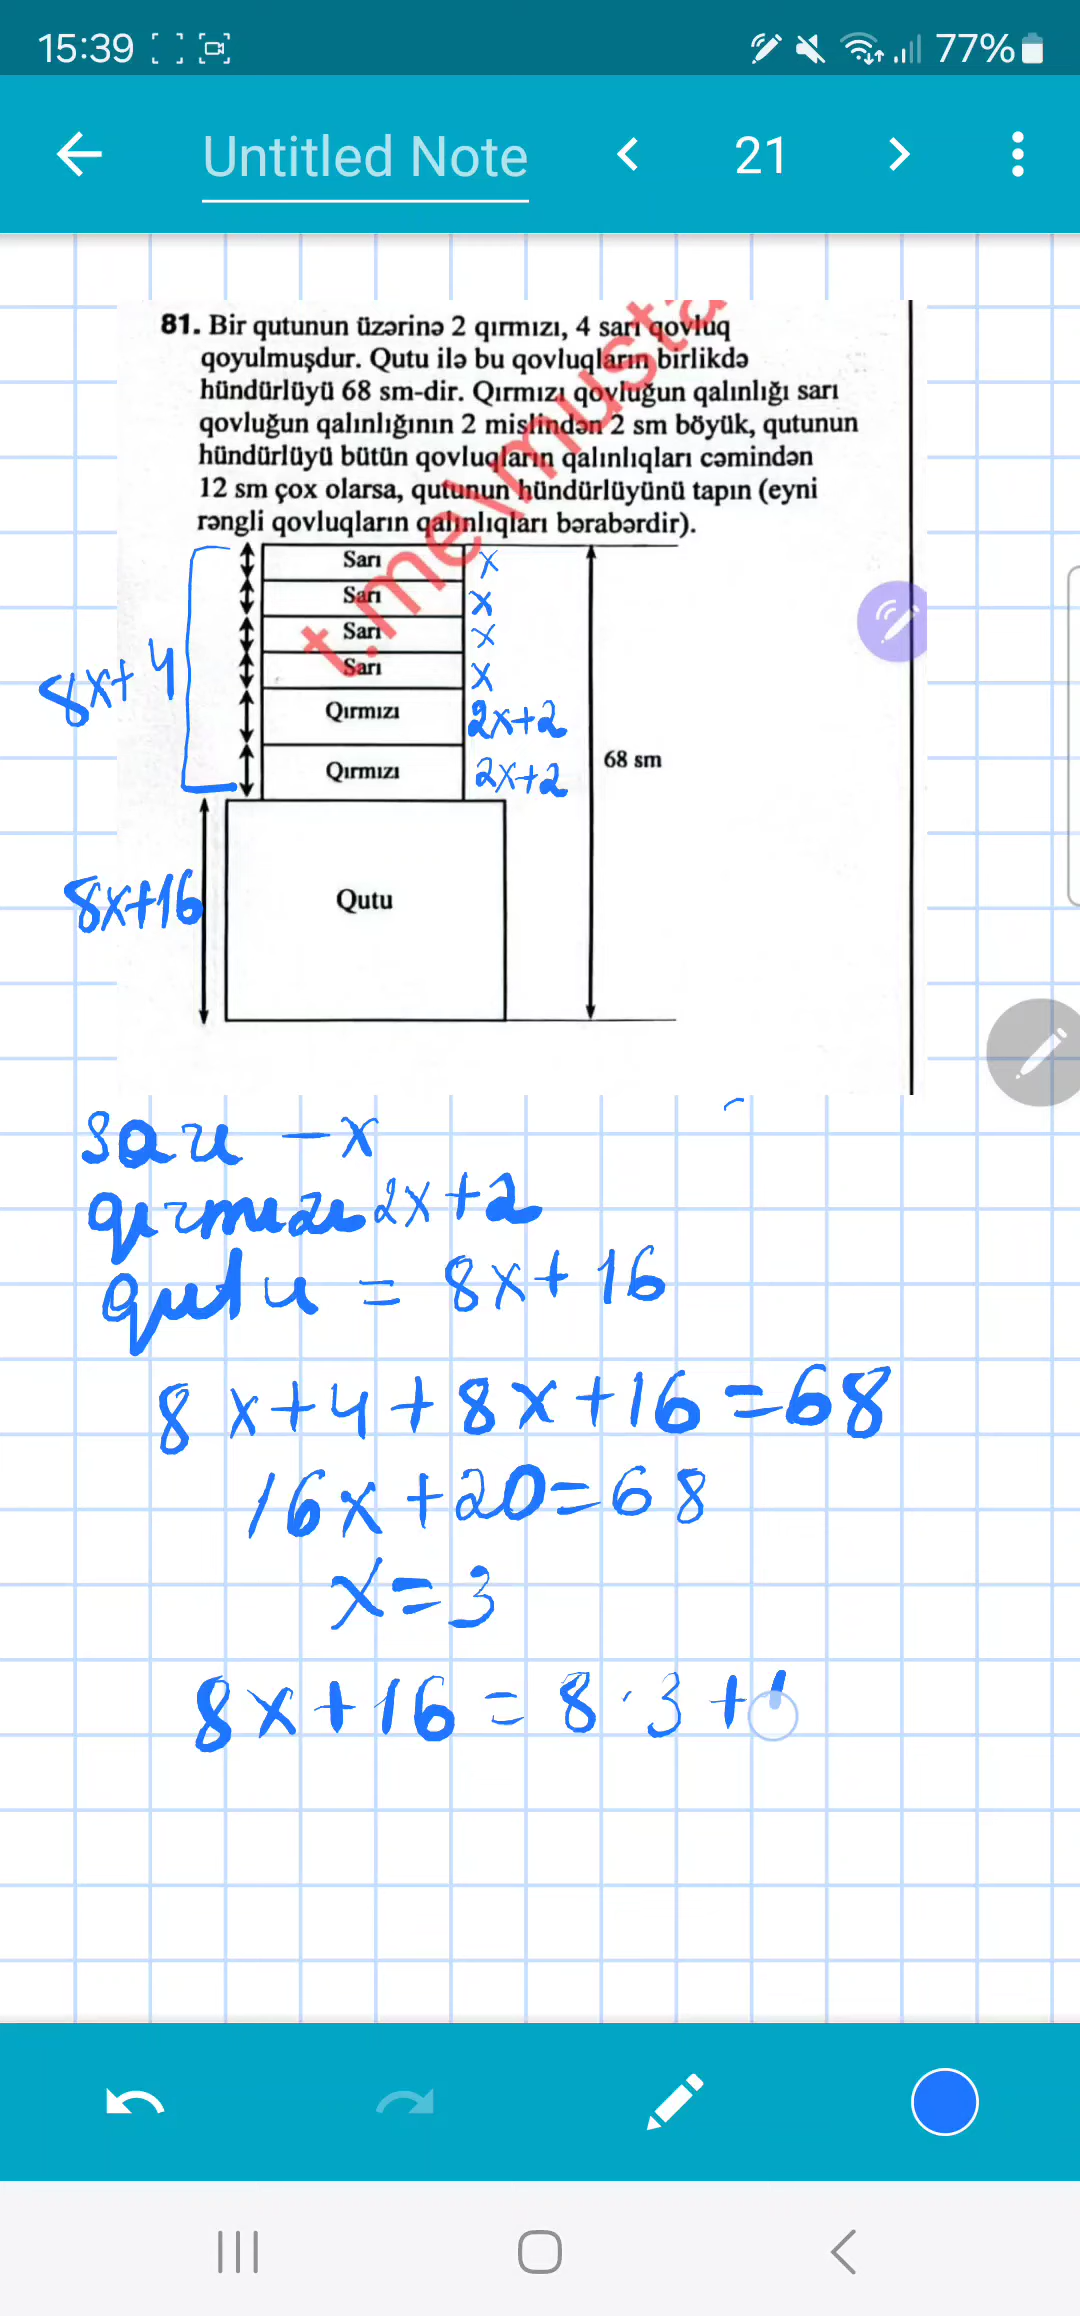 15:39
77%
Untitled Note
21
81. Bir qutunun üzərinə 2 qırmızı, 4 sarı qovluq
qoyulmuşdur. Qutu ilə bu qovluqların birlikdə
hündürlüyü 68 sm-dir. Qırmızı qovluğun qalınlığı sarı
qovluğun qalınlığının 2 mislindən 2 sm böyük, qutunun
hündürlüyü bütün qovluqların qalınlıqları cəmindən
12 sm çox olarsa, qutunun hündürlüyünü tapın (eyni
rəngli qovluqların qalınlıqları bərabərdir).
t.me\musta
Sarı x
Sarı x
Sarı x
Sarı x
8x+4
Qırmızı 2x+2
Qırmızı 2x+2
68 sm
8x+16
Qutu
sarı - x
qırmızı 2x+2
qutu = 8x+16
8x+4+8x+16=68
16x+20=68
x=3
8x+16=8·3+1